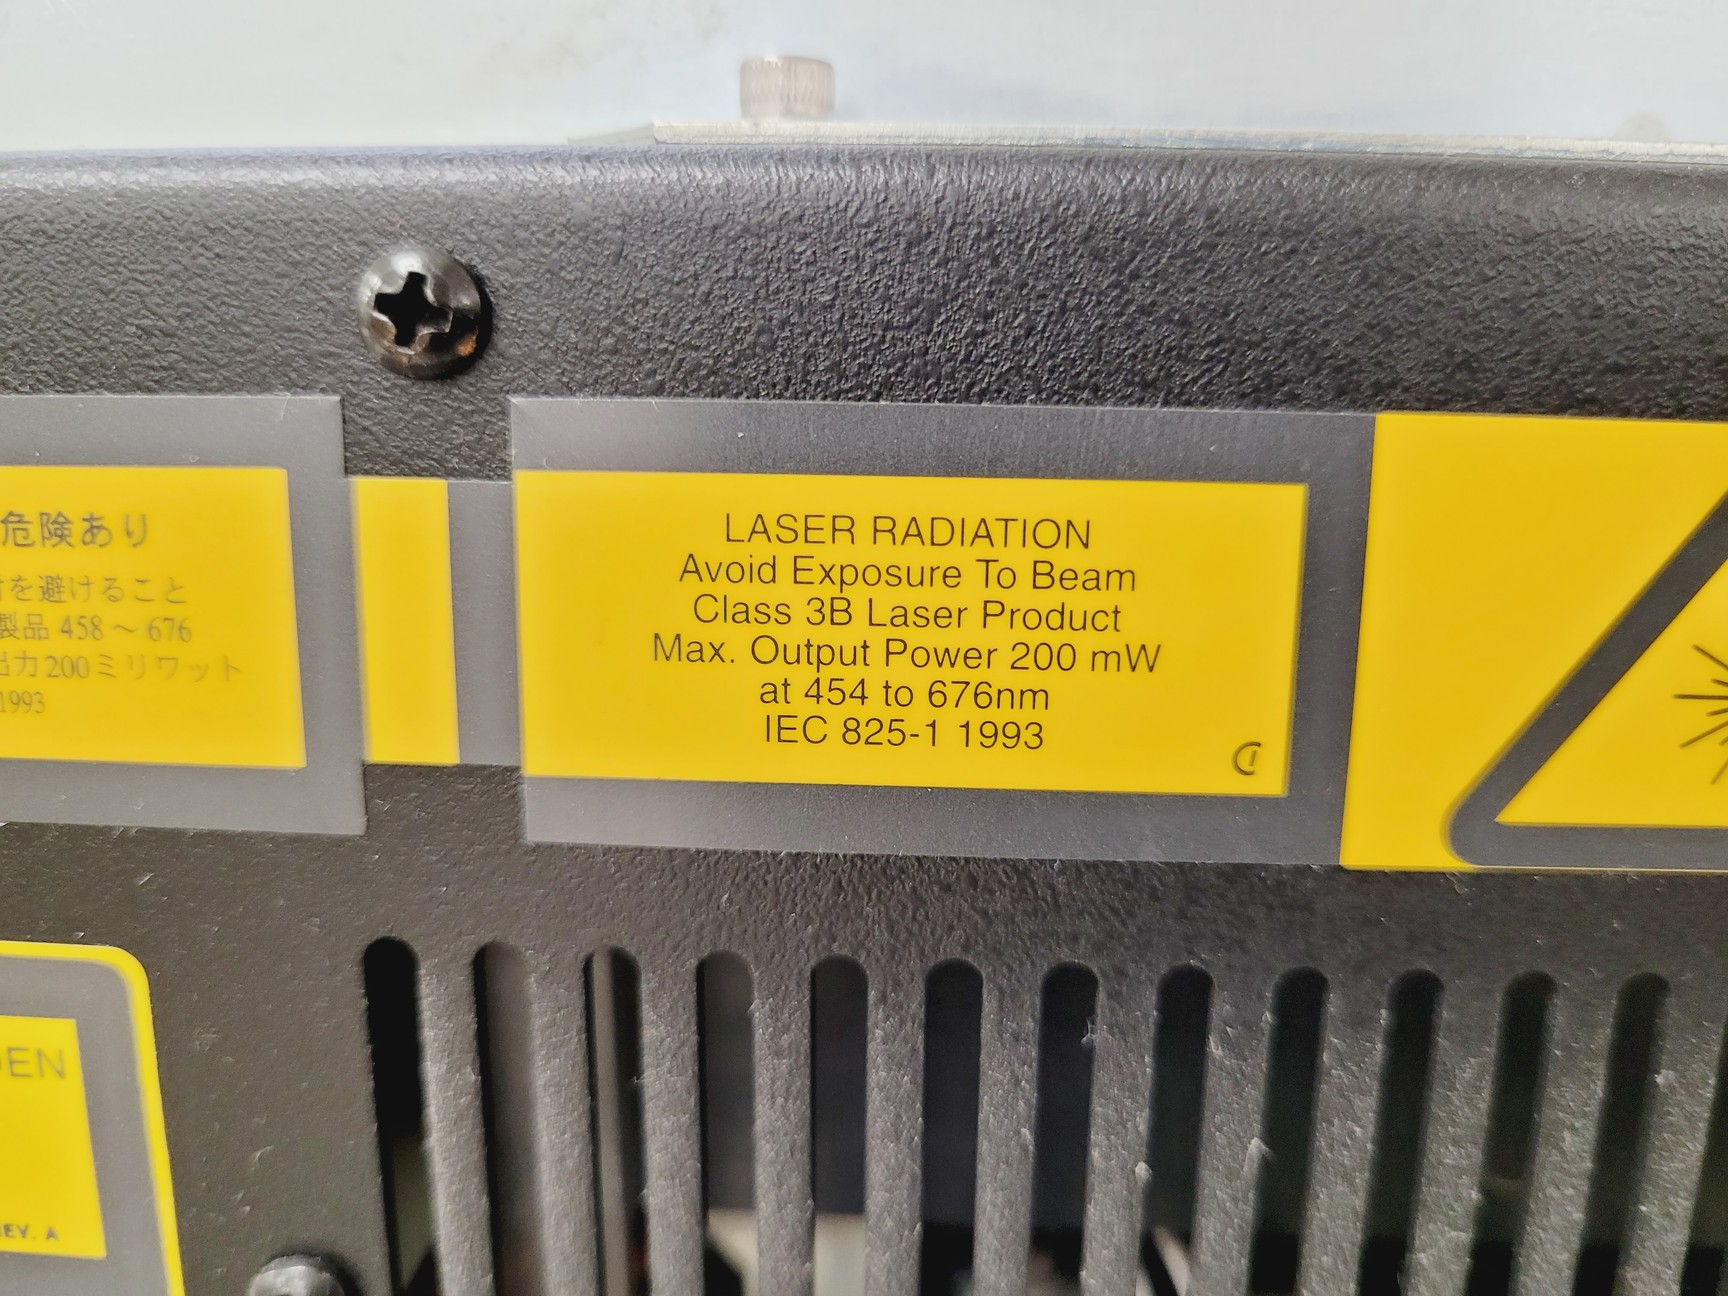 危険あり
を避けること
製品 458～676
出力200ミリワット
1993
LASER RADIATION
Avoid Exposure To Beam
Class 3B Laser Product
Max. Output Power 200 mW
at 454 to 676nm
IEC 825-1 1993
DEN
REV. A